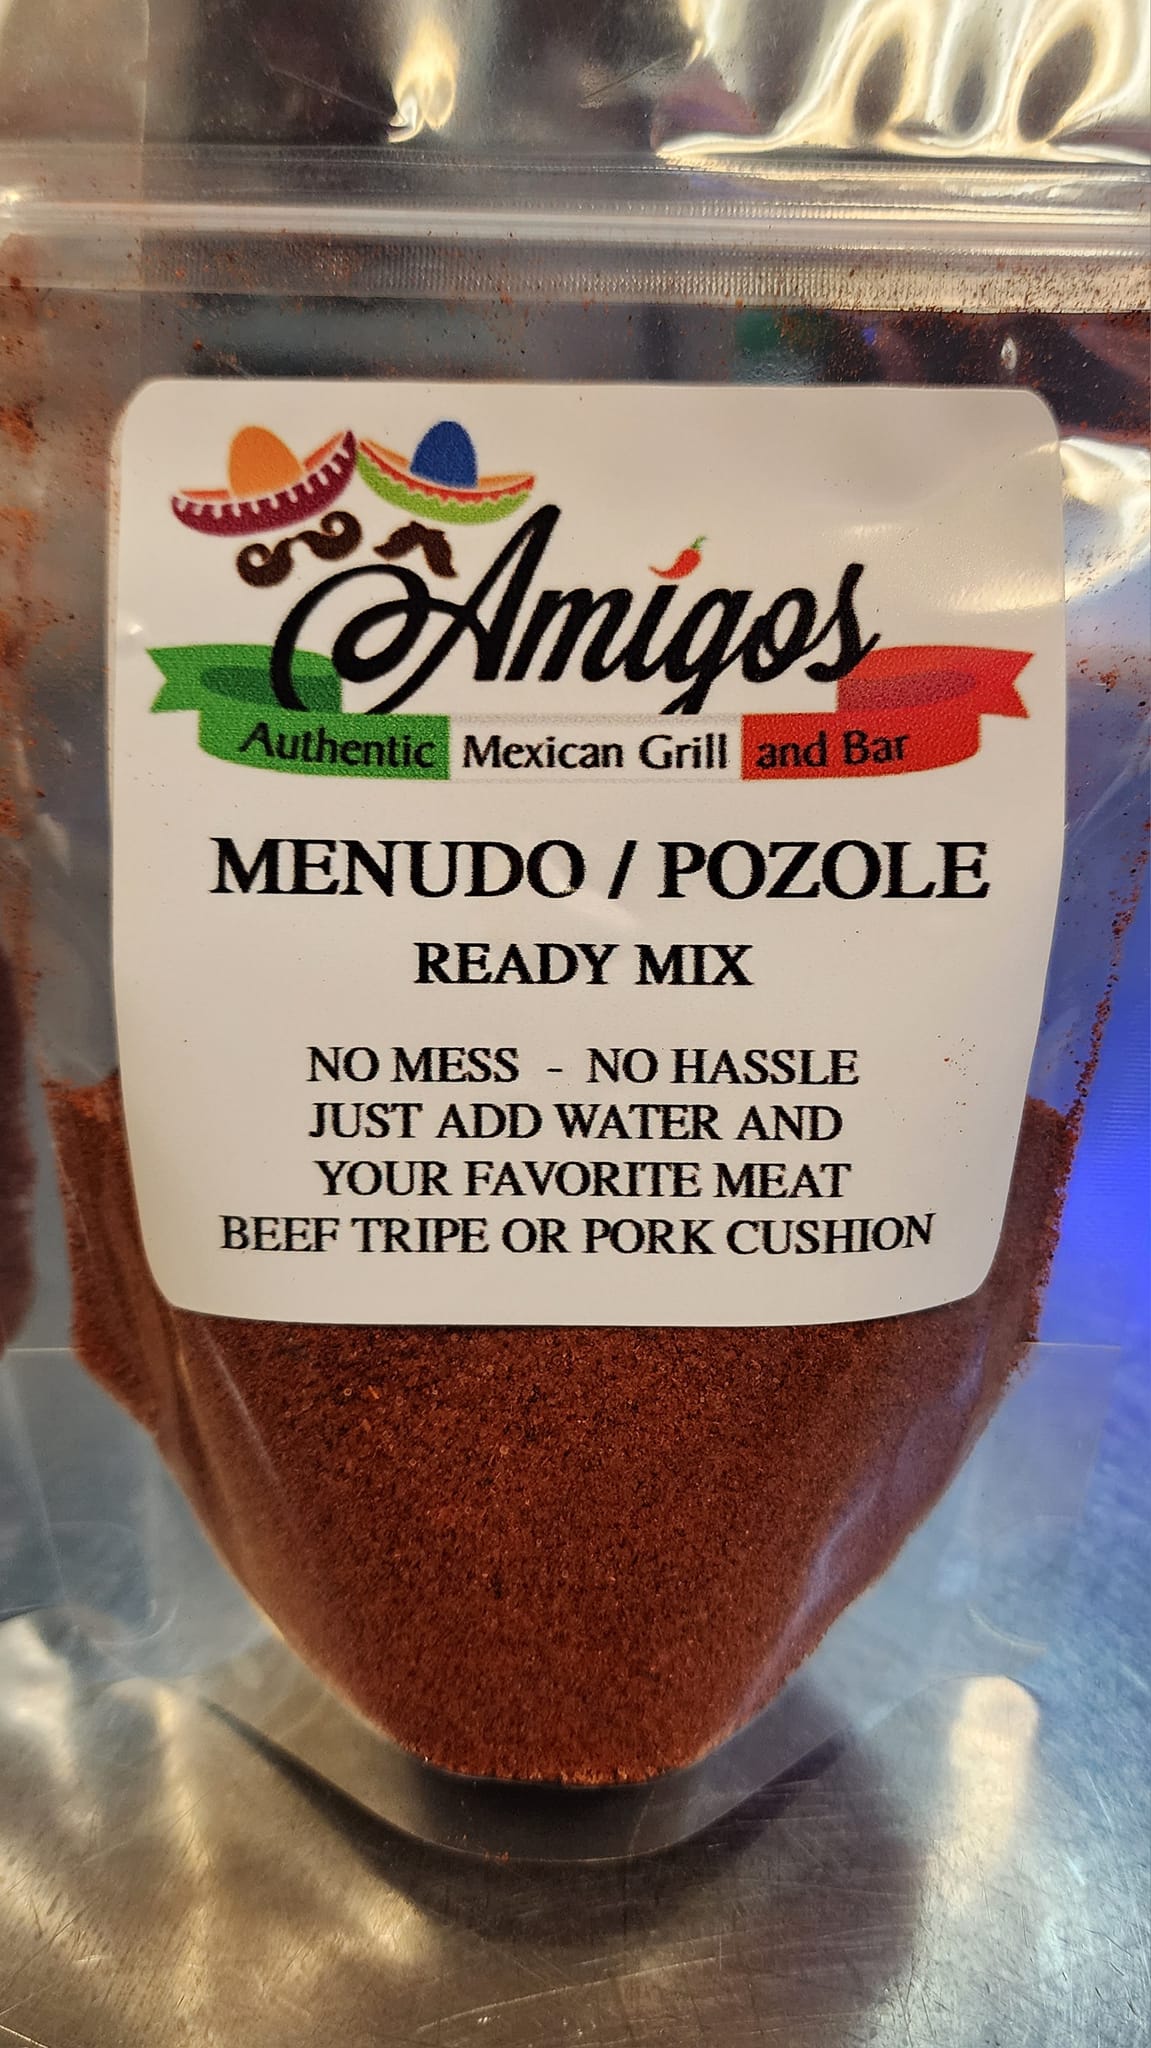 Amigos
Authentic Mexican Grill and Bar
MENUDO / POZOLE
READY MIX
NO MESS - NO HASSLE
JUST ADD WATER AND
YOUR FAVORITE MEAT
BEEF TRIPE OR PORK CUSHION